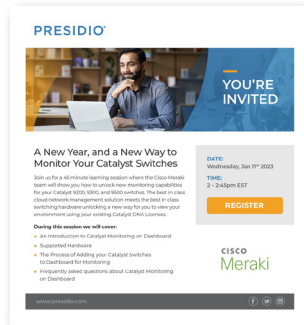 PRESIDIO®
YOU'RE
INVITED
A New Year, and a New Way to
Monitor Your Catalyst Switches
Join us for a 45 minute learning session where the Cisco Meraki
team will show you how to unlock new monitoring capabilities
for your Catalyst 9200, 9300, and 9500 switches. The best in class
cloud network management solution meets the best in class
switching hardware unlocking a new way for you to view your
environment using your existing Catalyst DNA Licenses.
During this session we will cover:
An Introduction to Catalyst Monitoring on Dashboard
Supported Hardware
The Process of Adding your Catalyst Switches
to Dashboard for Monitoring
Frequently asked questions about Catalyst Monitoring
on Dashboard
DATE:
Wednesday, Jan 11th 2023
TIME:
2 - 2:45pm EST
REGISTER
CISCO
Meraki
www.presidio.com